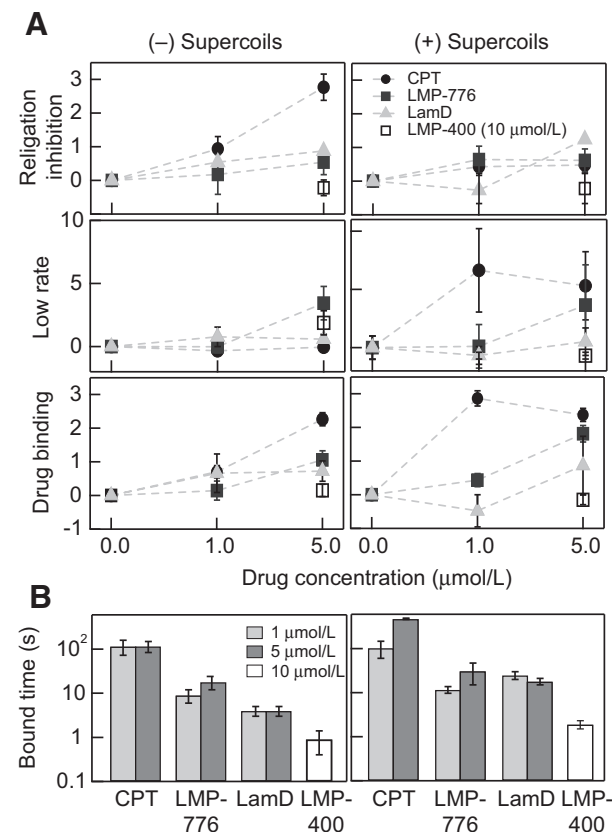 A
(–) Supercoils
(+) Supercoils
Religation
inhibition
3
2
1
0
CPT
LMP-776
LamD
LMP-400 (10 μmol/L)
Low rate
10
5
0
Drug binding
3
2
1
0
-1
0.0
1.0
5.0
0.0
1.0
5.0
Drug concentration (μmol/L)
B
Bound time (s)
10²
10
1
0.1
1 μmol/L
5 μmol/L
10 μmol/L
CPT
LMP-
776
LamD
LMP-
400
CPT
LMP-
776
LamD
LMP-
400